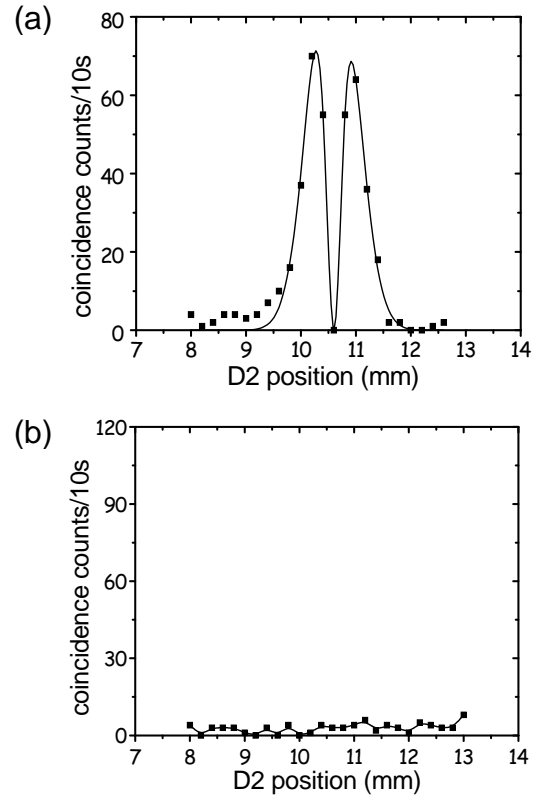 (a)
coincidence counts/10s
80
60
40
20
0
7 8 9 10 11 12 13 14
D2 position (mm)
(b)
coincidence counts/10s
120
90
60
30
0
7 8 9 10 11 12 13 14
D2 position (mm)